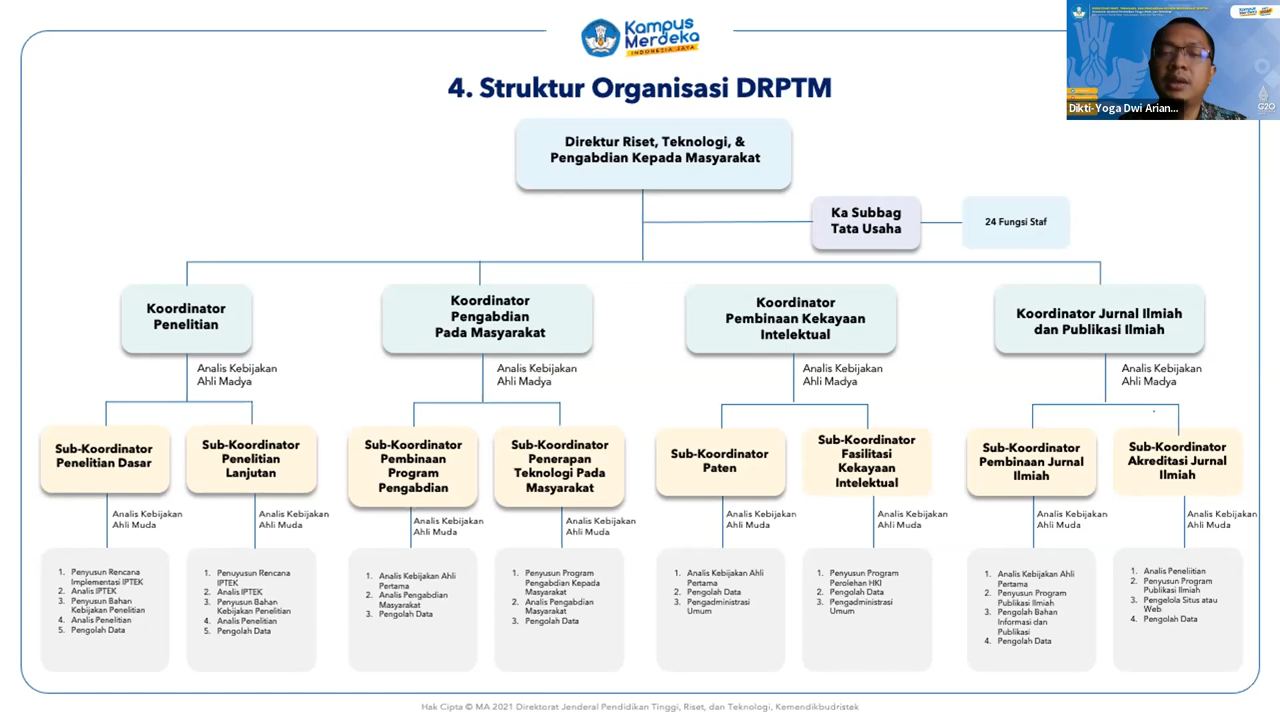 Kampus
Merdeka
INDONESIA JAYA
4. Struktur Organisasi DRPTM
Dikti-Yoga Dwi Arian...
G20
Direktur Riset, Teknologi, &
Pengabdian Kepada Masyarakat
Ka Subbag
Tata Usaha
24 Fungsi Staf
Koordinator
Penelitian
Koordinator
Pengabdian
Pada Masyarakat
Koordinator
Pembinaan Kekayaan
Intelektual
Koordinator Jurnal Ilmiah
dan Publikasi Ilmiah
Analis Kebijakan
Ahli Madya
Analis Kebijakan
Ahli Madya
Analis Kebijakan
Ahli Madya
Analis Kebijakan
Ahli Madya
Sub-Koordinator
Penelitian Dasar
Sub-Koordinator
Penelitian
Lanjutan
Sub-Koordinator
Pembinaan
Program
Pengabdian
Sub-Koordinator
Penerapan
Teknologi Pada
Masyarakat
Sub-Koordinator
Paten
Sub-Koordinator
Fasilitasi
Kekayaan
Intelektual
Sub-Koordinator
Pembinaan Jurnal
Ilmiah
Sub-Koordinator
Akreditasi Jurnal
Ilmiah
Analis Kebijakan
Ahli Muda
Analis Kebijakan
Ahli Muda
Analis Kebijakan
Ahli Muda
Analis Kebijakan
Ahli Muda
Analis Kebijakan
Ahli Muda
Analis Kebijakan
Ahli Muda
Analis Kebijakan
Ahli Muda
Analis Kebijakan
Ahli Muda
1. Penyusun Rencana
Implementasi IPTEK
2. Analis IPTEK
3. Penyusun Bahan
Kebijakan Penelitian
4. Analis Penelitian
5. Pengolah Data
1. Penuyusun Rencana
IPTEK
2. Analis IPTEK
3. Penyusun Bahan
Kebijakan Penelitian
4. Analis Penelitian
5. Pengolah Data
1. Analis Kebijakan Ahli
Pertama
2. Analis Pengabdian
Masyarakat
3. Pengolah Data
1. Penyusun Program
Pengabdian Kepada
Masyarakat
2. Analis Pengabdian
Masyarakat
3. Pengolah Data
1. Analis Kebijakan Ahli
Pertama
2. Pengolah Data
3. Pengadministrasi
Umum
1. Penyusun Program
Perolehan HKI
2. Pengolah Data
3. Pengadministrasi
Umum
1. Analis Kebijakan Ahli
Pertama
2. Penyusun Program
Publikasi Ilmiah
3. Pengolah Bahan
Informasi dan
Publikasi
4. Pengolah Data
1. Analis Peneliitian
2. Penyusun Program
Publikasi Ilmiah
3. Pengelola Situs atau
Web
4. Pengolah Data
Hak Cipta © MA 2021 Direktorat Jenderal Pendidikan Tinggi, Riset, dan Teknologi, Kemendikbudristek